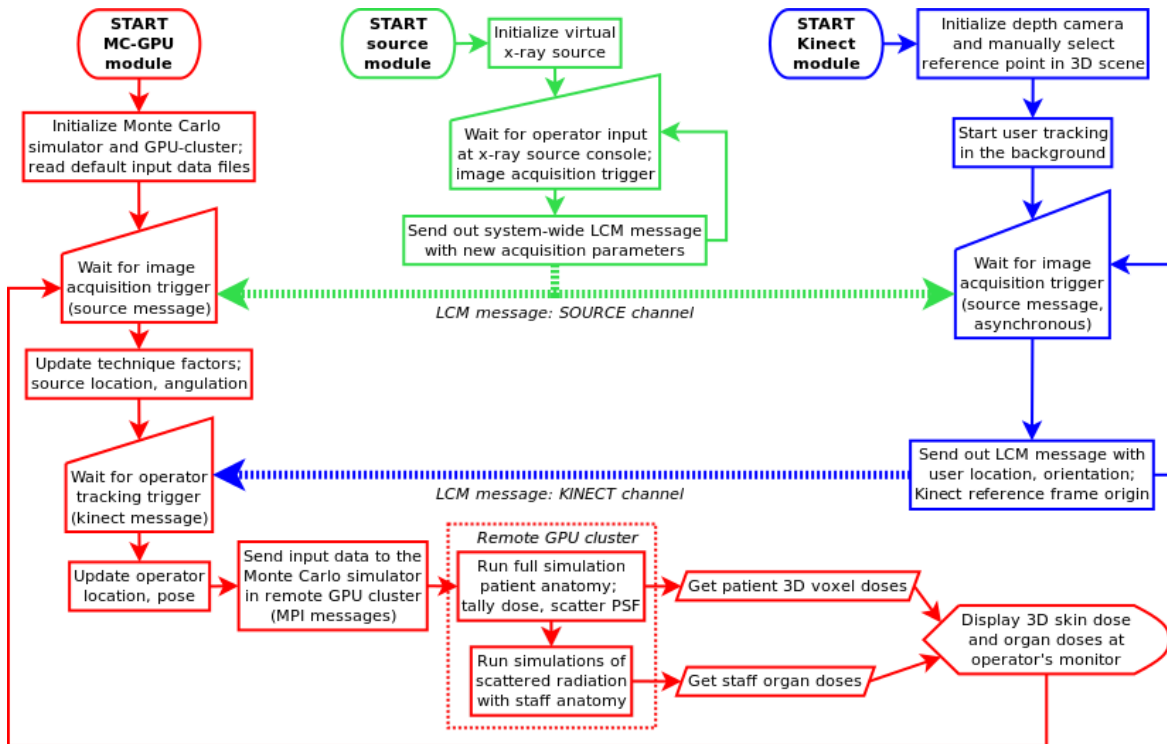 START
MC-GPU
module
START
source
module
Initialize virtual
x-ray source
START
Kinect
module
Initialize depth camera
and manually select
reference point in 3D scene
Initialize Monte Carlo
simulator and GPU-cluster;
read default input data files
Wait for operator input
at x-ray source console;
image acquisition trigger
Start user tracking
in the background
Send out system-wide LCM message
with new acquisition parameters
Wait for image
acquisition trigger
(source message)
LCM message: SOURCE channel
Wait for image
acquisition trigger
(source message,
asynchronous)
Update technique factors;
source location, angulation
Wait for operator
tracking trigger
(kinect message)
LCM message: KINECT channel
Send out LCM message with
user location, orientation;
Kinect reference frame origin
Update operator
location, pose
Send input data to the
Monte Carlo simulator
in remote GPU cluster
(MPI messages)
Remote GPU cluster
Run full simulation
patient anatomy;
tally dose, scatter PSF
Get patient 3D voxel doses
Run simulations of
scattered radiation
with staff anatomy
Get staff organ doses
Display 3D skin dose
and organ doses at
operator's monitor